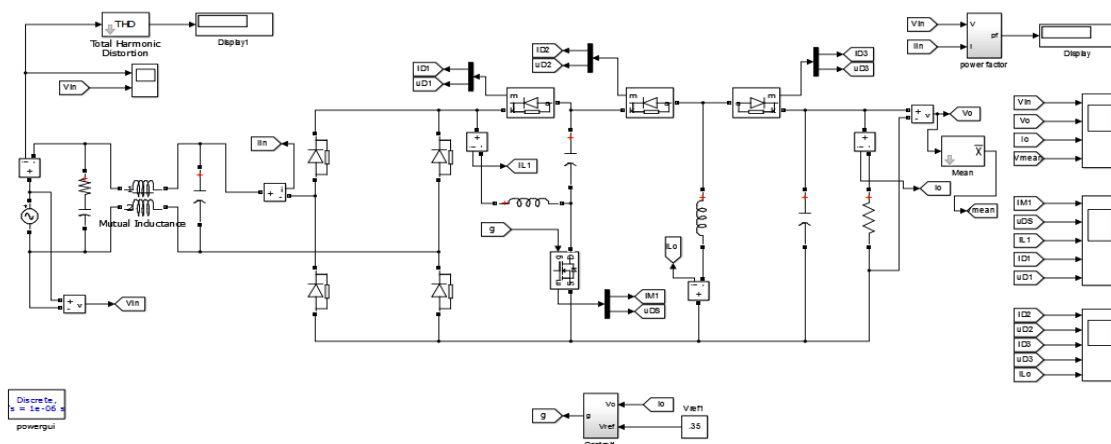 THD
Total Harmonic
Distortion
Display1
Vin
Iin
Mutual Inductance
Vin
ID1
uD1
ID2
uD2
ID3
uD3
IL1
g
IM1
uDS
ILo
Vo
Mean
Io
mean
Vin
Iin
V
I
pf
power factor
Display
Vin
Vo
Io
Vmean
IM1
uDS
IL1
ID1
uD1
ID2
uD2
ID3
uD3
ILo
Discrete,
s = 1e-06 s
powergui
g
g
Vo
Vref
Io
Vref1
.35